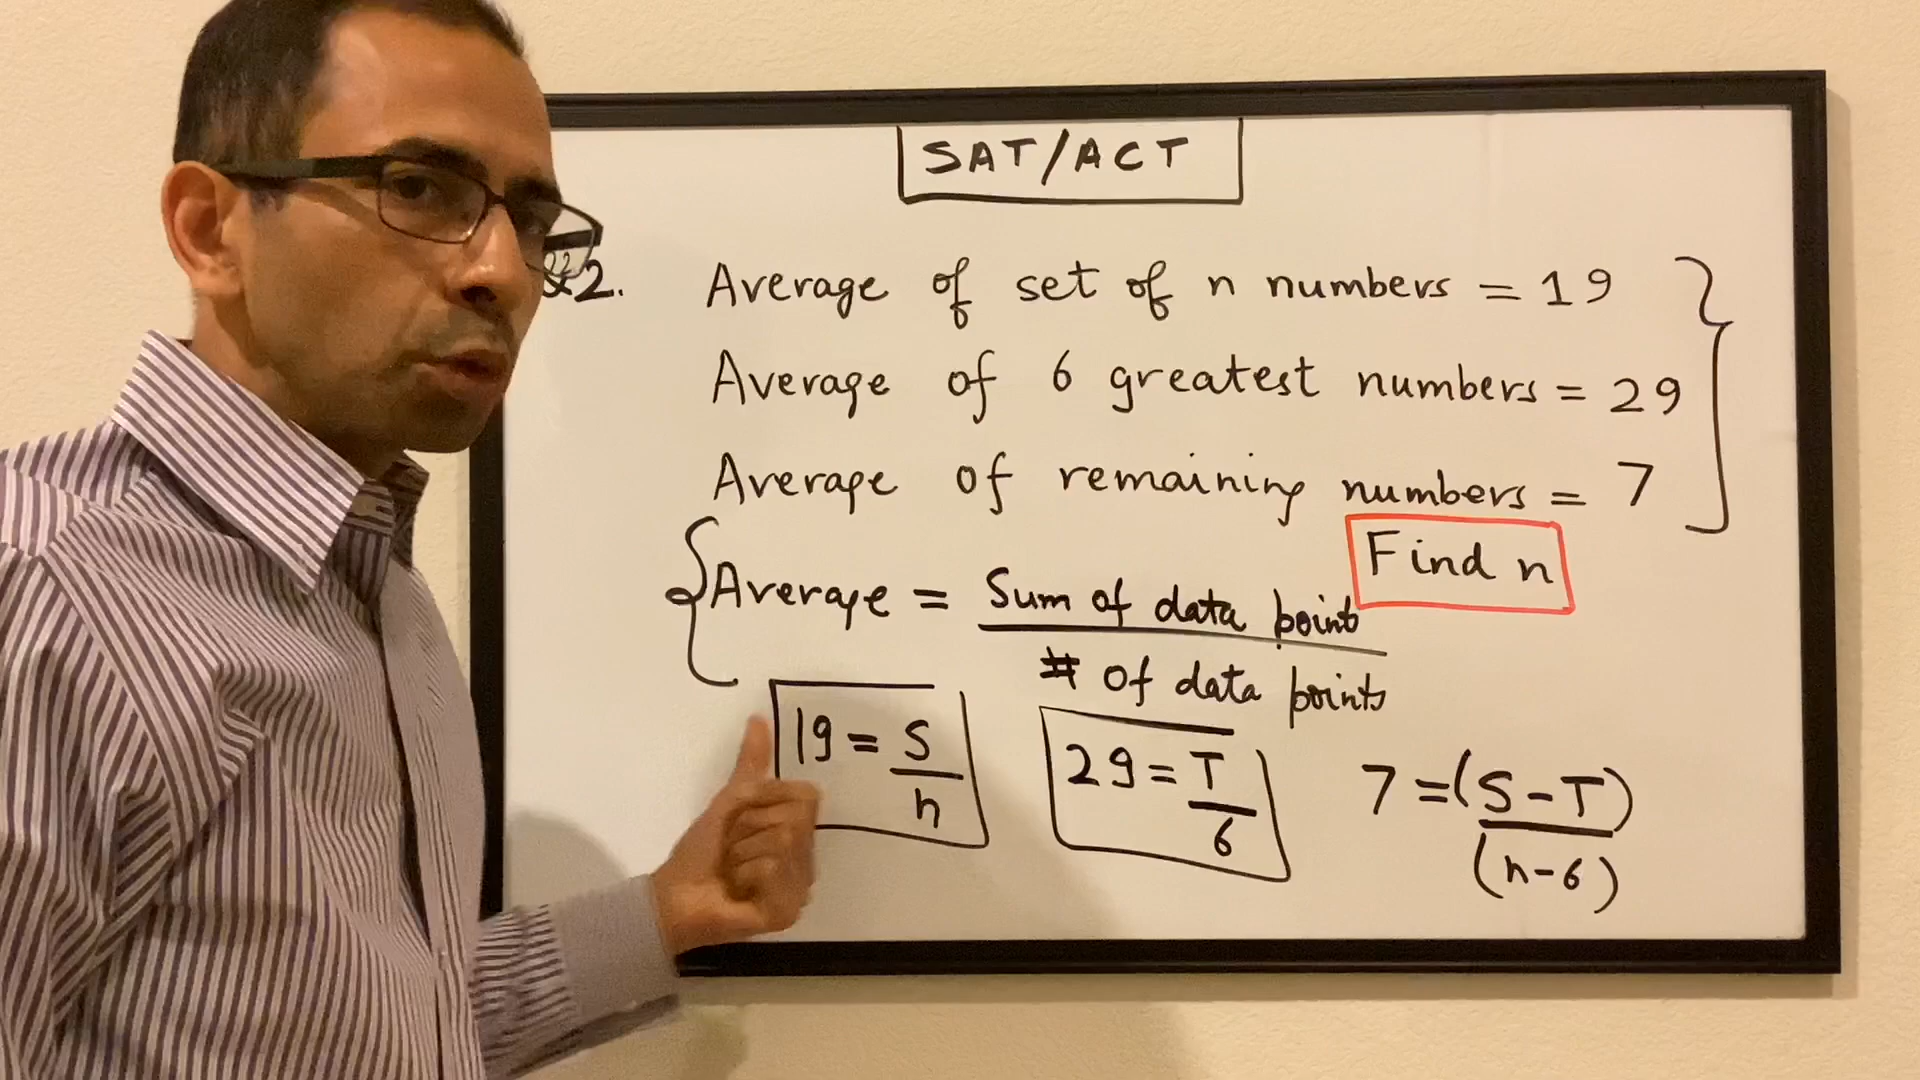 SAT/ACT
Q2. Average of set of n numbers = 19
Average of 6 greatest numbers = 29
Average of remaining numbers = 7
Find n
Average = Sum of data points
# of data points
19 = S/n
29 = T/6
7 = (S-T)/(n-6)